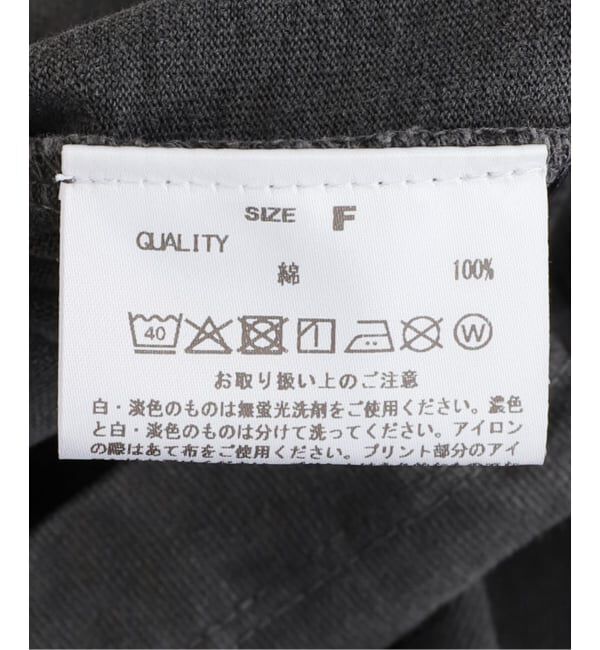 SIZE F
QUALITY
綿 100%
40 W
お取り扱い上のご注意
白・淡色のものは無蛍光洗剤をご使用ください。濃色
と白・淡色のものは分けて洗ってください。アイロン
の際はあて布をご使用ください。プリント部分のアイ